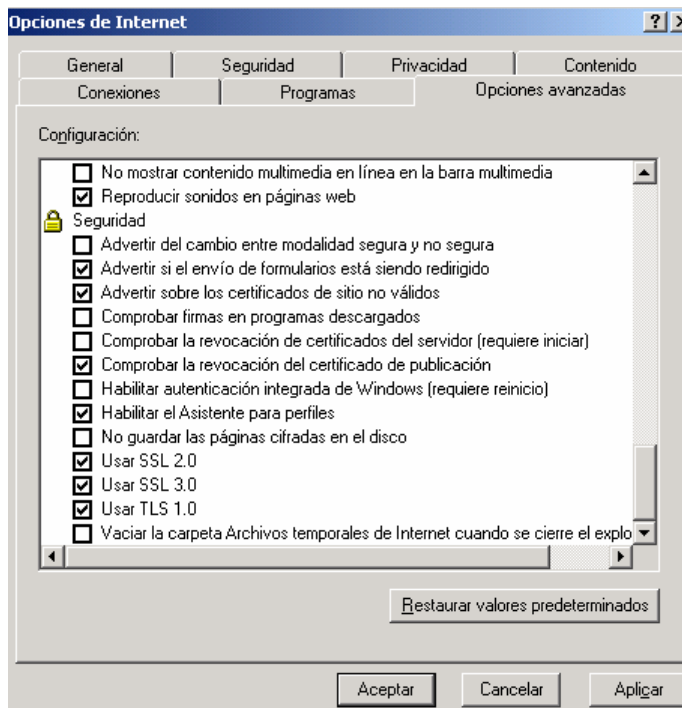 Opciones de Internet
General Seguridad Privacidad Contenido
Conexiones Programas Opciones avanzadas
Configuración:
No mostrar contenido multimedia en línea en la barra multimedia
Reproducir sonidos en páginas web
Seguridad
Advertir del cambio entre modalidad segura y no segura
Advertir si el envío de formularios está siendo redirigido
Advertir sobre los certificados de sitio no válidos
Comprobar firmas en programas descargados
Comprobar la revocación de certificados del servidor (requiere iniciar)
Comprobar la revocación del certificado de publicación
Habilitar autenticación integrada de Windows (requiere reinicio)
Habilitar el Asistente para perfiles
No guardar las páginas cifradas en el disco
Usar SSL 2.0
Usar SSL 3.0
Usar TLS 1.0
Vaciar la carpeta Archivos temporales de Internet cuando se cierre el explo
Restaurar valores predeterminados
Aceptar Cancelar Aplicar